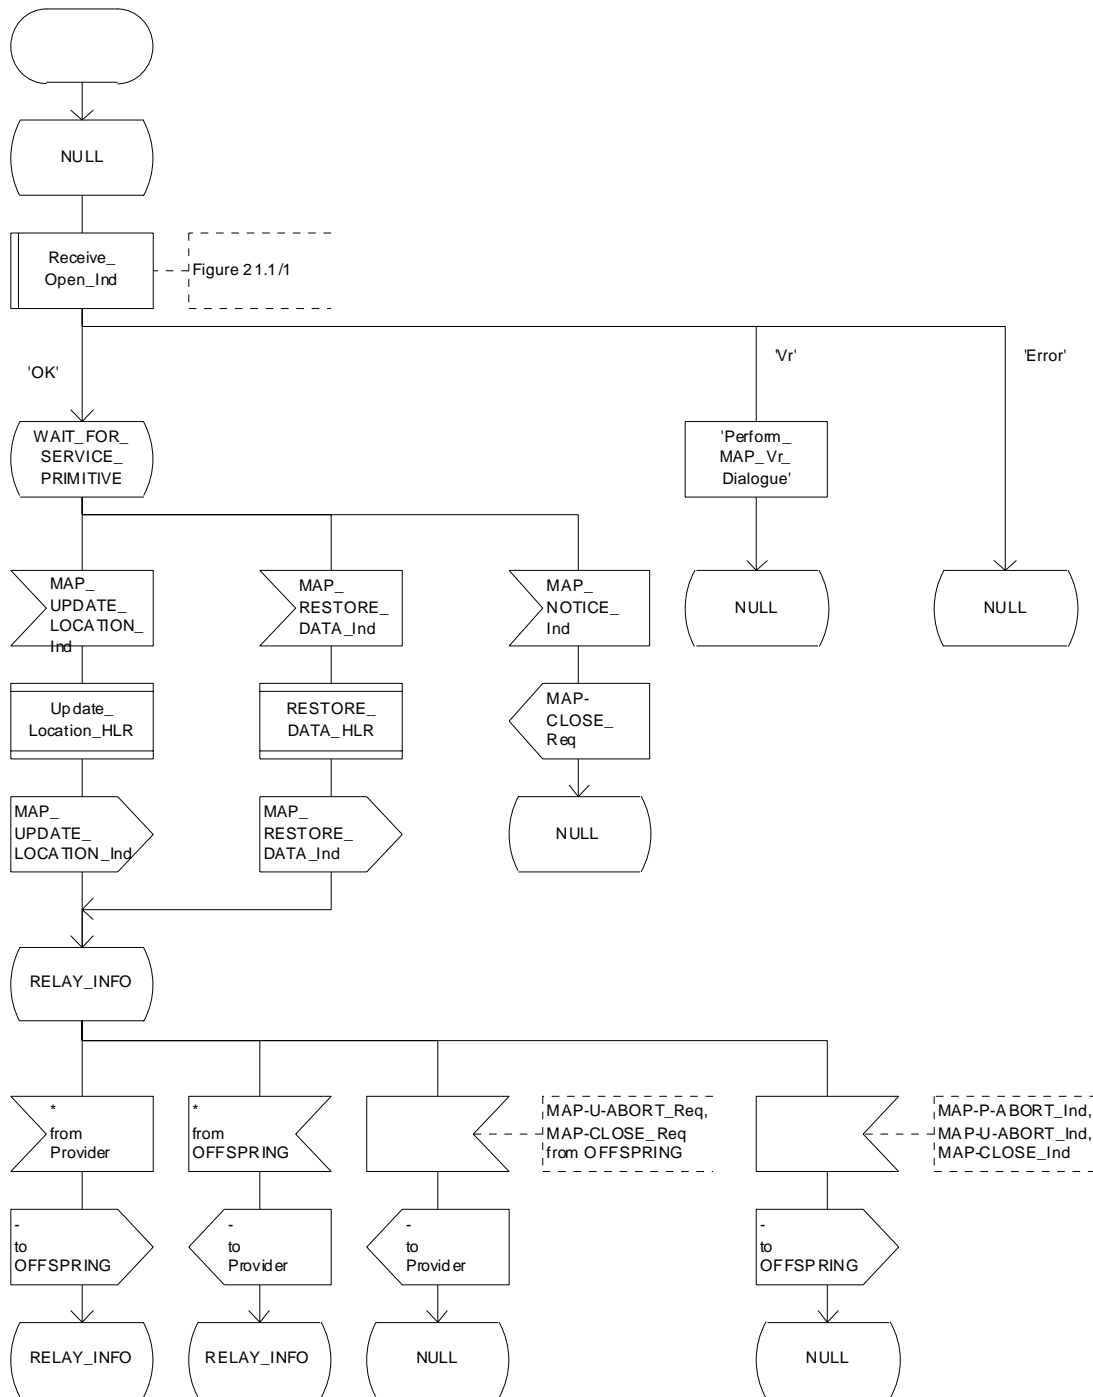 NULL
Receive_
Open_Ind
Figure 21.1/1
'OK'
'Vr'
'Error'
WAIT_FOR_
SERVICE_
PRIMITIVE
'Perform_
MAP_Vr_
Dialogue'
MAP_
UPDATE_
LOCATION_
Ind
MAP_
RESTORE_
DATA_Ind
MAP_
NOTICE_
Ind
NULL
NULL
Update_
Location_HLR
RESTORE_
DATA_HLR
MAP-
CLOSE_
Req
MAP_
UPDATE_
LOCATION_Ind
MAP_
RESTORE_
DATA_Ind
NULL
RELAY_INFO
*
from
Provider
*
from
OFFSPRING
MAP-U-ABORT_Req,
MAP-CLOSE_Req
from OFFSPRING
MAP-P-ABORT_Ind,
MAP-U-ABORT_Ind,
MAP-CLOSE_Ind
-
to
OFFSPRING
-
to
Provider
-
to
Provider
-
to
OFFSPRING
RELAY_INFO
RELAY_INFO
NULL
NULL